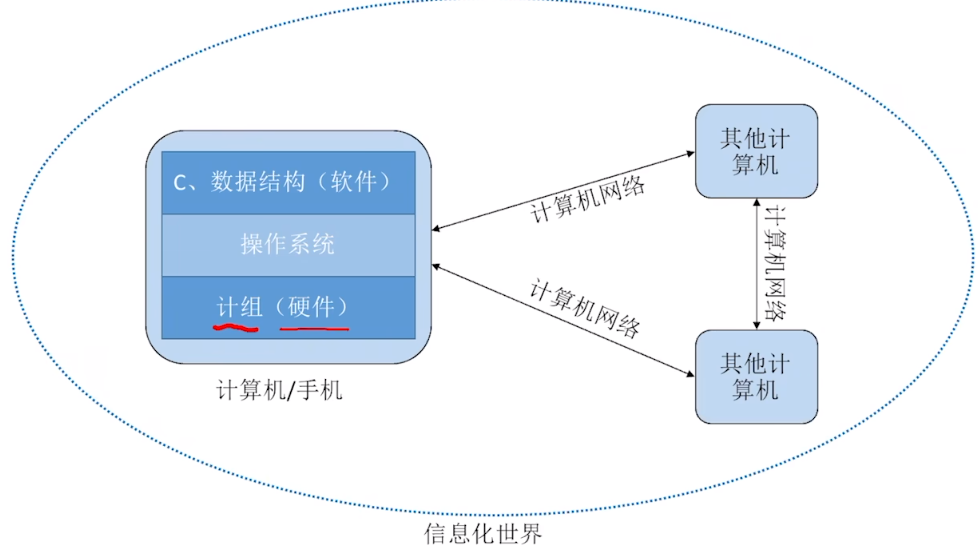 C、数据结构（软件）
操作系统
计组（硬件）
计算机/手机
计算机网络
计算机网络
其他计
算机
计算机网络
其他计
算机
信息化世界